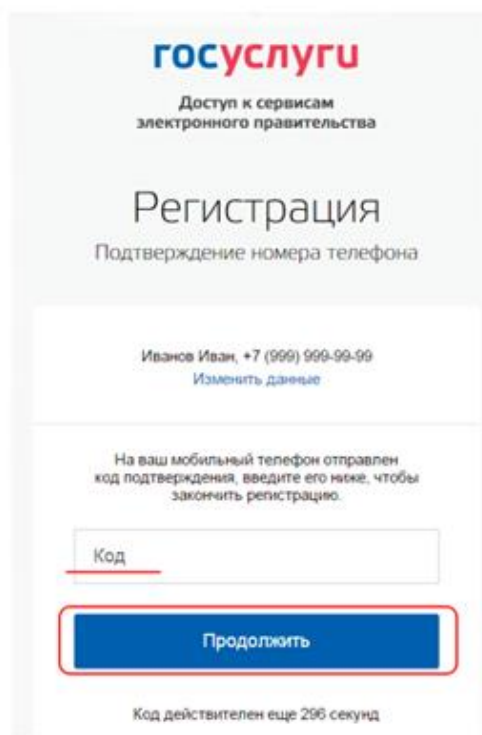 госуслуги
Доступ к сервисам
электронного правительства
Регистрация
Подтверждение номера телефона
Иванов Иван, +7 (999) 999-99-99
Изменить данные
На ваш мобильный телефон отправлен
код подтверждения, введите его ниже, чтобы
закончить регистрацию.
Код
Продолжить
Код действителен еще 296 секунд